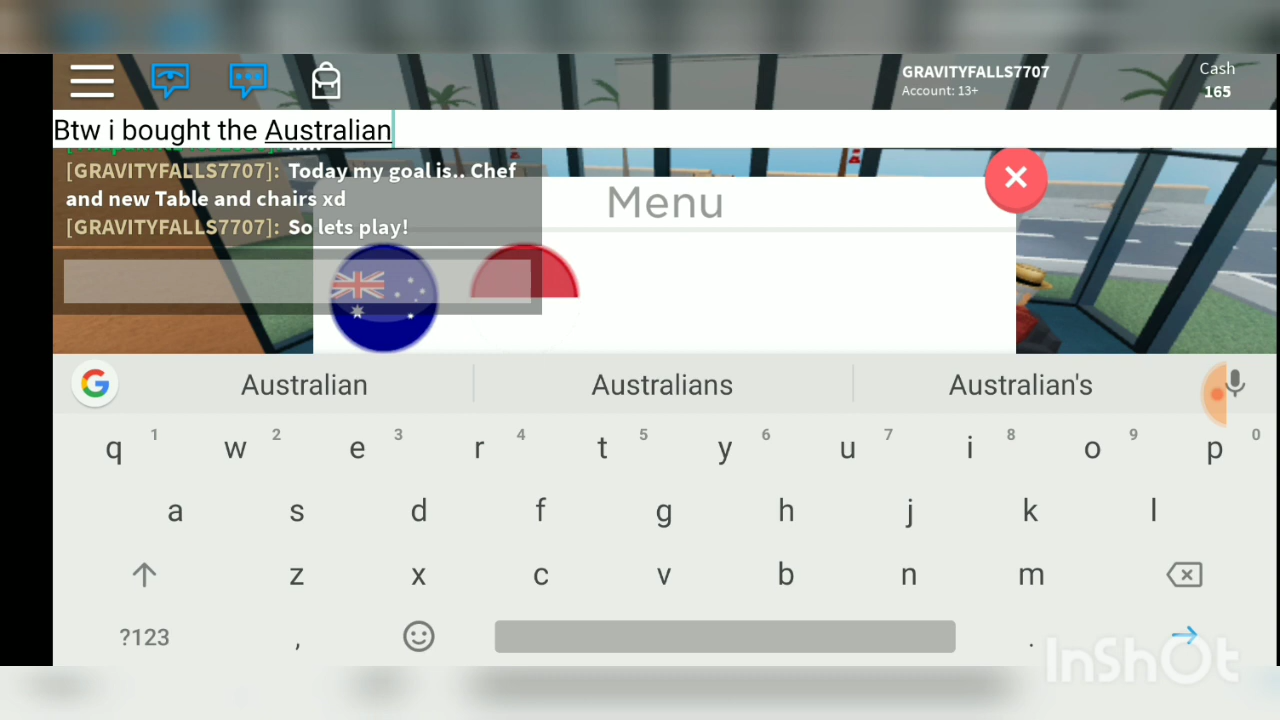 GRAVITYFALLS7707
Account: 13+
Cash
165
Btw i bought the Australian
[GRAVITYFALLS7707]: Today my goal is.. Chef
and new Table and chairs xd
[GRAVITYFALLS7707]: So lets play!
Menu
Australian Australians Australian's
q 1 w 2 e 3 r 4 t 5 y 6 u 7 i 8 o 9 p 0
a s d f g h j k l
z x c v b n m
?123 , .
InShOt